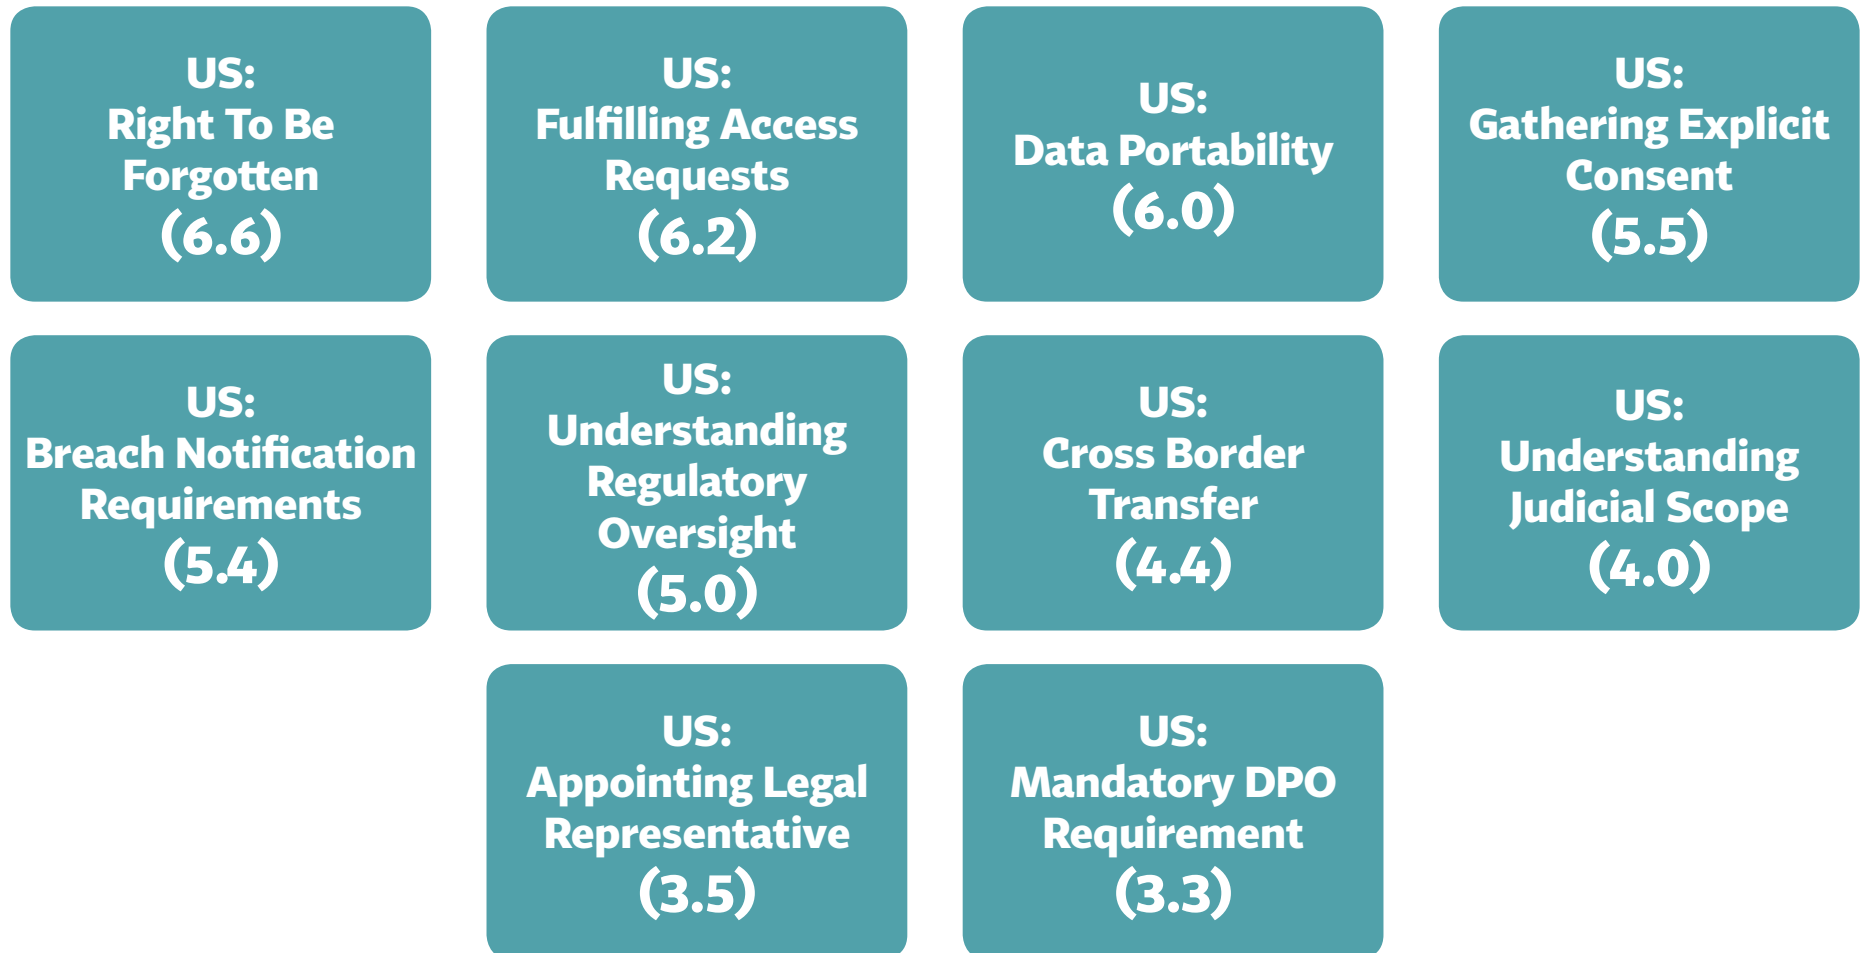 US:
Right To Be
Forgotten
(6.6)
US:
Fulfilling Access
Requests
(6.2)
US:
Data Portability
(6.0)
US:
Gathering Explicit
Consent
(5.5)
US:
Breach Notification
Requirements
(5.4)
US:
Understanding
Regulatory
Oversight
(5.0)
US:
Cross Border
Transfer
(4.4)
US:
Understanding
Judicial Scope
(4.0)
US:
Appointing Legal
Representative
(3.5)
US:
Mandatory DPO
Requirement
(3.3)